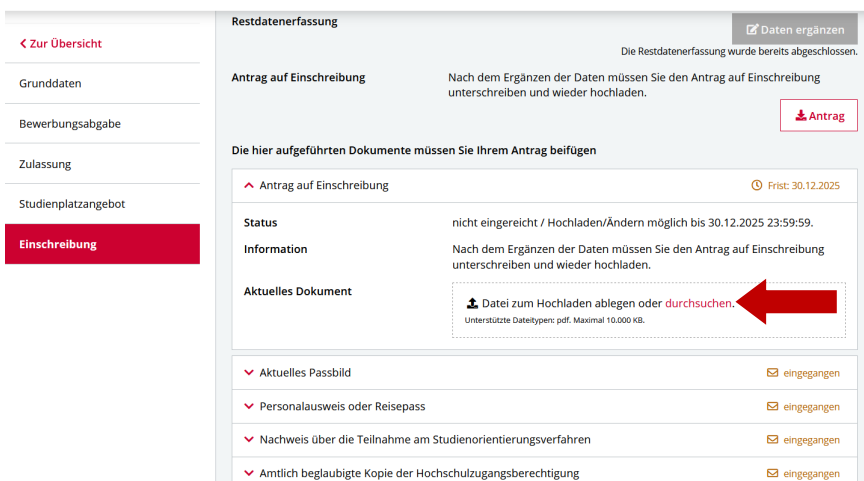 Zur Übersicht
Grunddaten
Bewerbungsabgabe
Zulassung
Studienplatzangebot
Einschreibung
Restdatenerfassung
Daten ergänzen
Die Restdatenerfassung wurde bereits abgeschlossen.
Antrag auf Einschreibung
Nach dem Ergänzen der Daten müssen Sie den Antrag auf Einschreibung
unterschreiben und wieder hochladen.
Antrag
Die hier aufgeführten Dokumente müssen Sie Ihrem Antrag beifügen
Antrag auf Einschreibung
Frist: 30.12.2025
Status
nicht eingereicht / Hochladen/Ändern möglich bis 30.12.2025 23:59:59.
Information
Nach dem Ergänzen der Daten müssen Sie den Antrag auf Einschreibung
unterschreiben und wieder hochladen.
Aktuelles Dokument
Datei zum Hochladen ablegen oder durchsuchen.
Unterstützte Dateitypen: pdf. Maximal 10.000 KB.
Aktuelles Passbild
eingegangen
Personalausweis oder Reisepass
eingegangen
Nachweis über die Teilnahme am Studienorientierungsverfahren
eingegangen
Amtlich beglaubigte Kopie der Hochschulzugangsberechtigung
eingegangen